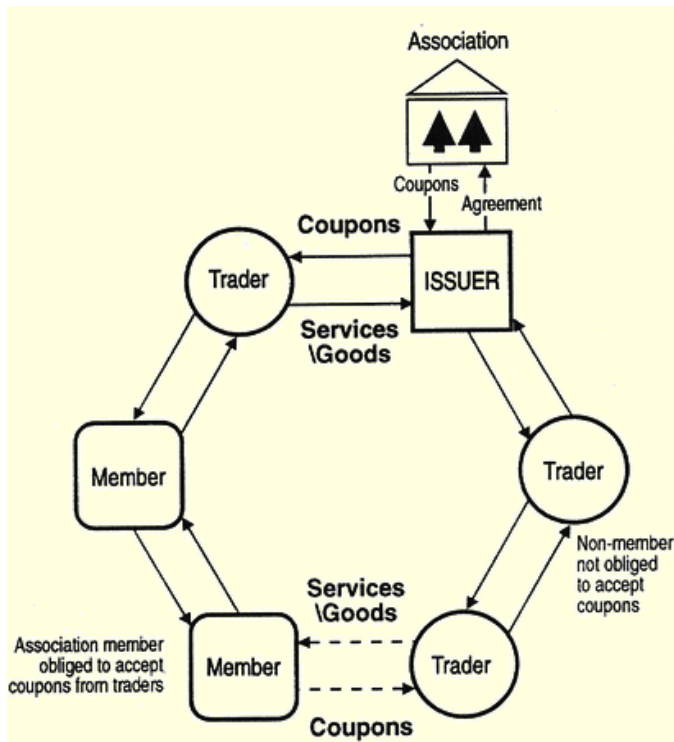 Association
Coupons
Agreement
Coupons
Trader
ISSUER
Services
\Goods
Member
Trader
Non-member
not obliged
to accept
coupons
Services
\Goods
Association member
obliged to accept
coupons from traders
Member
Trader
Coupons